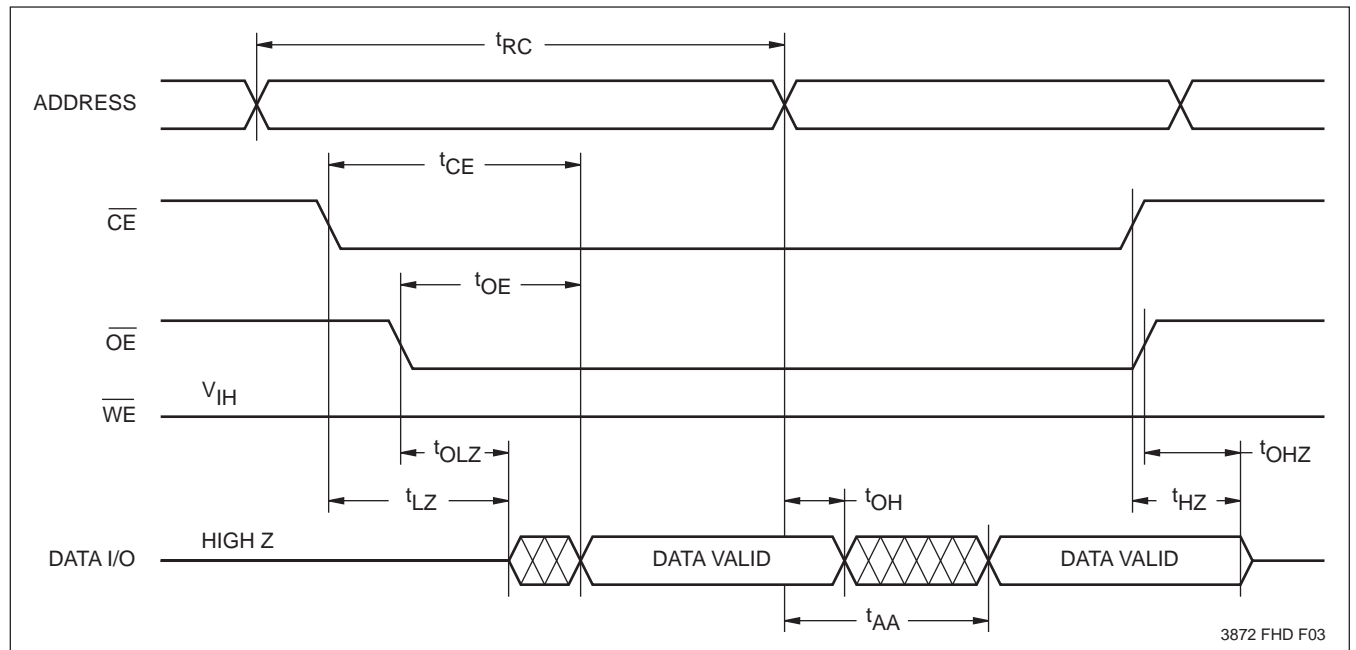 tRC
ADDRESS
tCE
CE
tOE
OE
VIH
WE
tOLZ
tOHZ
tLZ
tOH
tHZ
HIGH Z
DATA I/O
DATA VALID
DATA VALID
tAA
3872 FHD F03